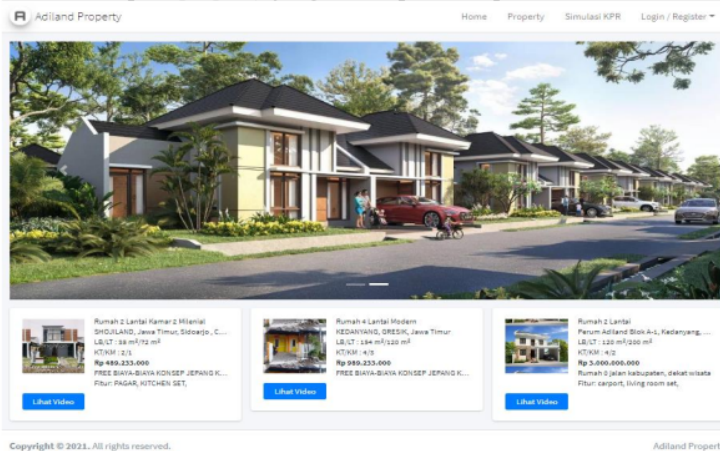 Adiland Property
Home Property Simulasi KPR Login / Register
Rumah 2 Lantai Kamar 2 Milenial
SHOJILAND, Jawa Timur, Sidoarjo , C...
LB/LT : 38 m²/72 m²
KT/KM : 2/1
Rp 480.233.000
FREE BIAYA-BIAYA KONSEP JEPANG K...
Fitur: PAGAR, KITCHEN SET,
Lihat Video
Rumah 4 Lantai Modern
KEDANYANG, GRESIK, Jawa Timur
LB/LT : 134 m²/120 m²
KT/KM : 4/3
Rp 980.233.000
FREE BIAYA-BIAYA KONSEP JEPANG K...
Lihat Video
Rumah 2 Lantai
Perum Adiland Blok A-1, Kedanyang, ...
LB/LT : 120 m²/200 m²
KT/KM : 4/2
Rp 3.000.000.000
Rumah 0 jalan kabupaten, dekat wisata
Fitur: carport, living room set,
Lihat Video
Copyright © 2021. All rights reserved.
Adiland Propert